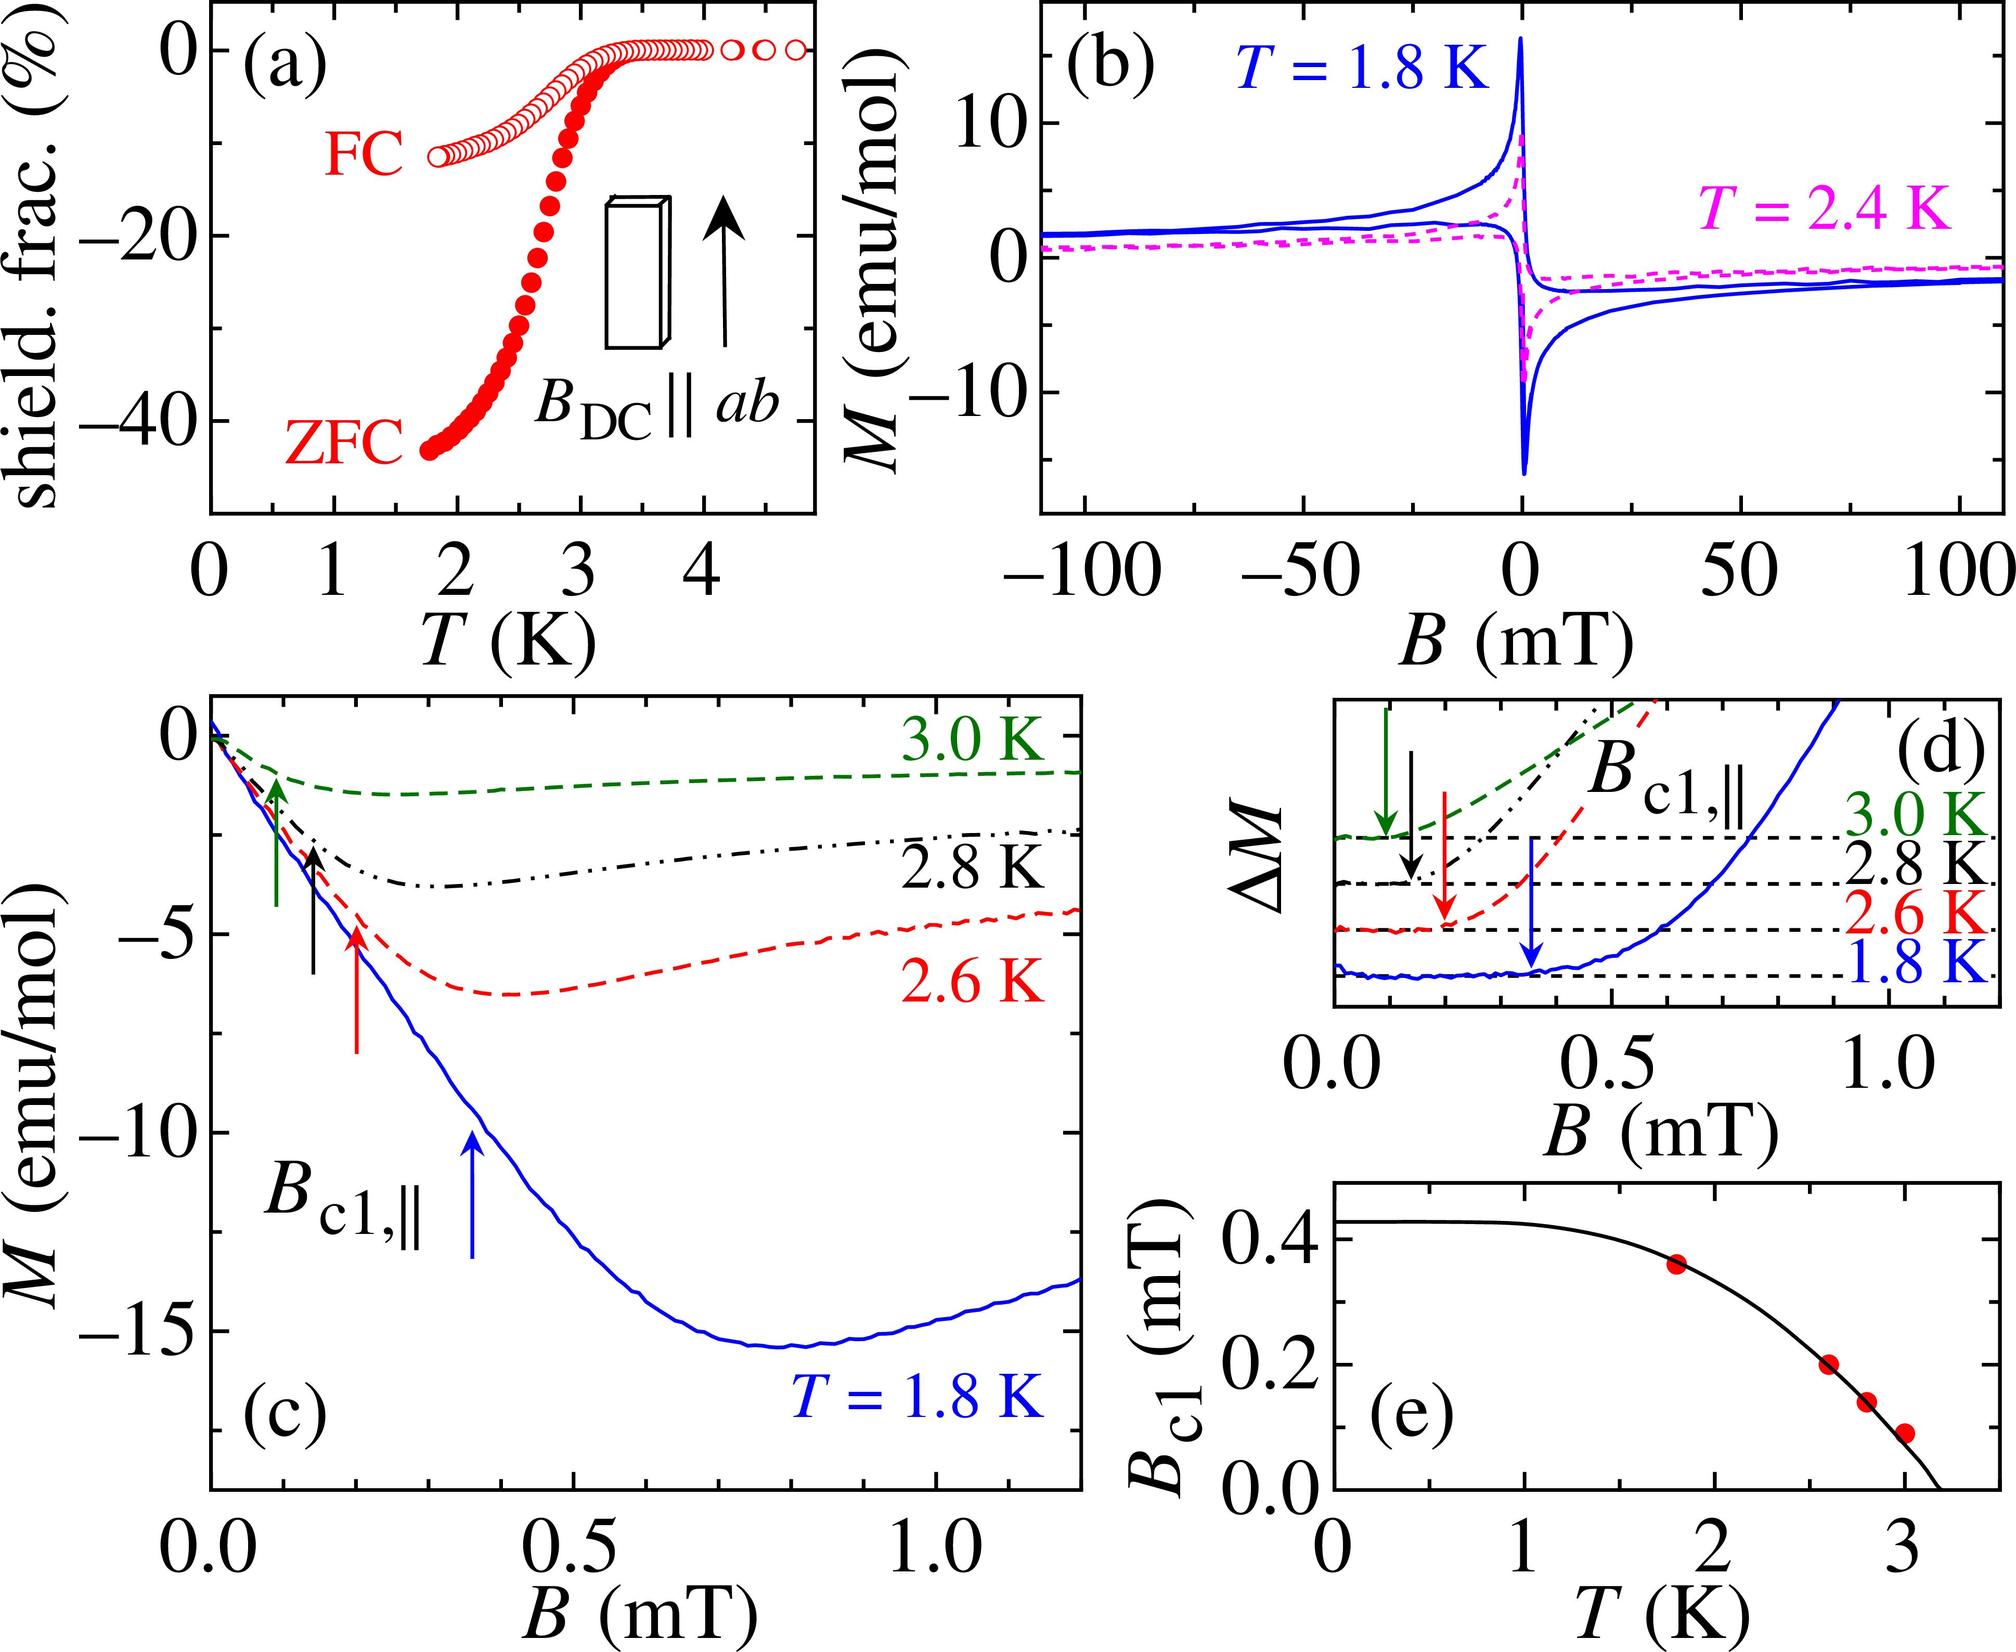 (a)
shield. frac. (%)
0
−20
−40
FC
ZFC
B DC || ab
0 1 2 3 4
T (K)
(b)
T = 1.8 K
T = 2.4 K
M (emu/mol)
10
0
−10
−100 −50 0 50 100
B (mT)
(c)
M (emu/mol)
0
−5
−10
−15
3.0 K
2.8 K
2.6 K
B c1,||
T = 1.8 K
0.0 0.5 1.0
B (mT)
(d)
ΔM
B c1,||
3.0 K
2.8 K
2.6 K
1.8 K
0.0 0.5 1.0
B (mT)
(e)
B c1 (mT)
0.4
0.2
0.0
0 1 2 3
T (K)